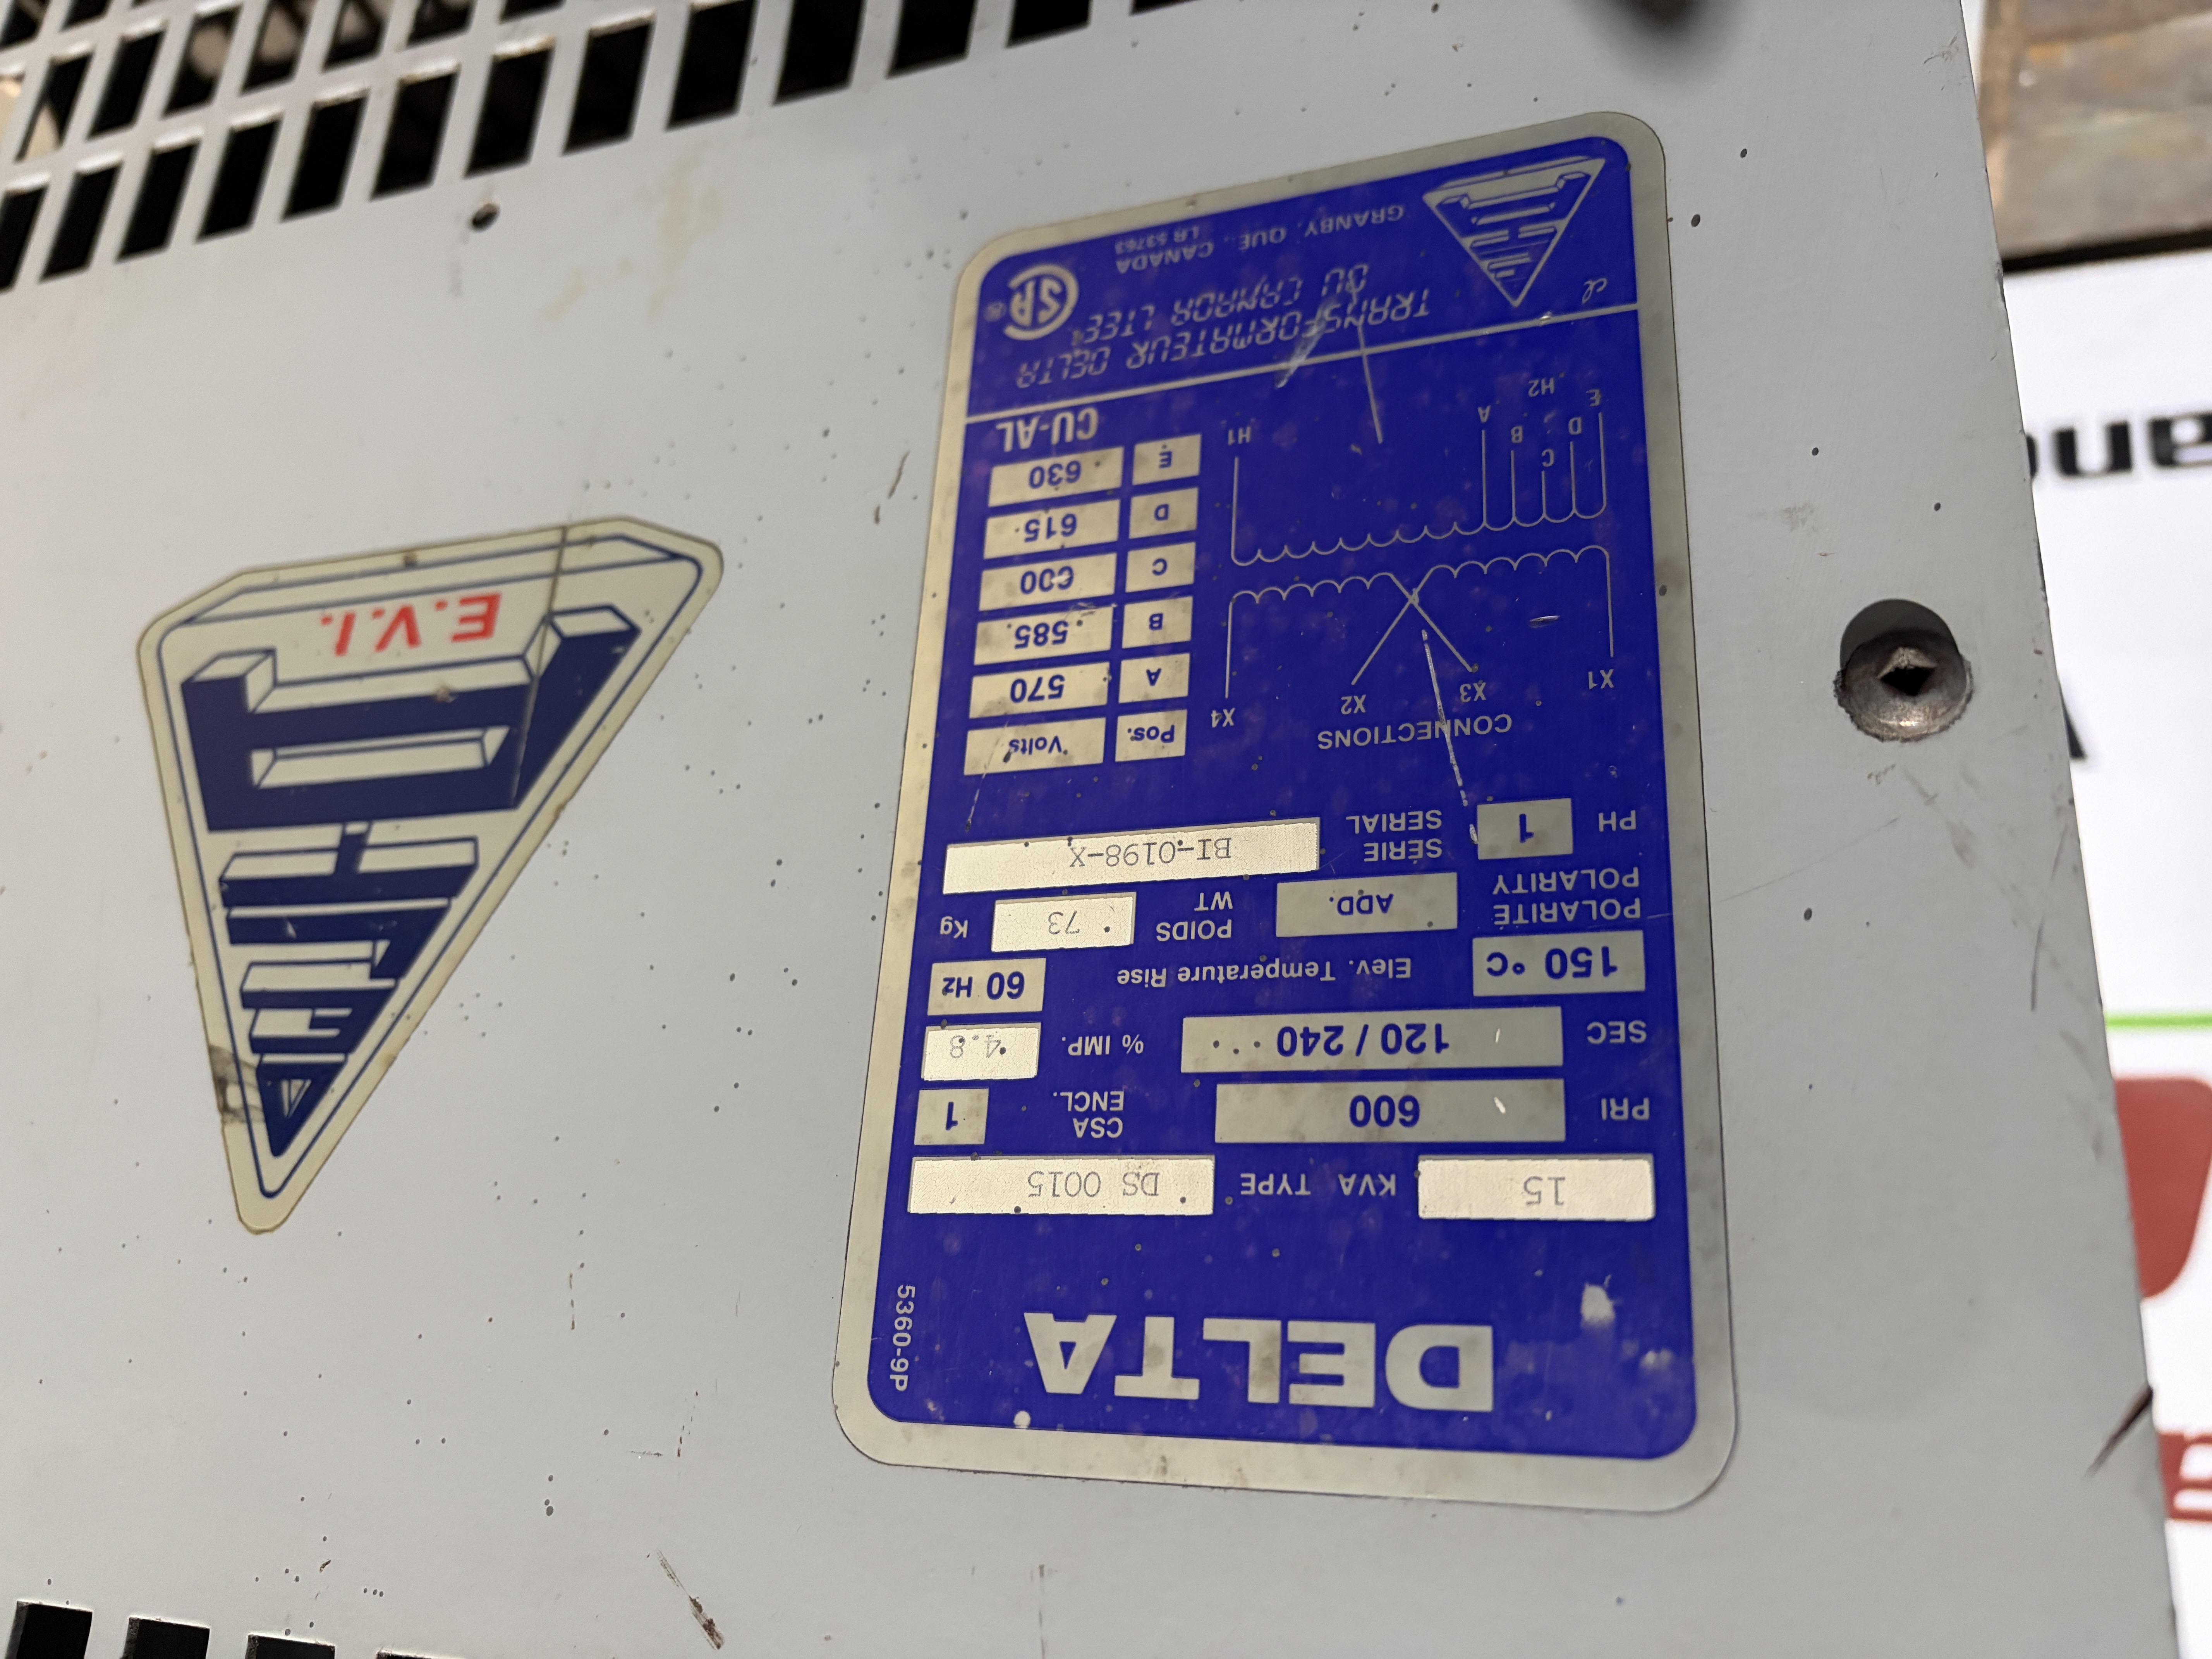 DELTA
5360-9P
15 KVA TYPE DS 0015
PRI 600 CSA ENCL. 1
SEC 120 / 240 % IMP. 4.8
150 °C Elev. Temperature Rise 60 Hz
POLARITÉ
POLARITY ADD. POIDS
WT 73 Kg
PH 1 SÉRIE
SERIAL BI-0198-X
CONNECTIONS
X1 X3 X2 X4
H1
A B C D E
H2
Pos. Volts
A 570
B 585
C 600
D 615
E 630
CU-AL
TRANSFORMATEUR DELTA
DU CANADA LTEE
GRANBY, QUE., CANADA
LR 53763
SA
®
DELTA
E.V.I.